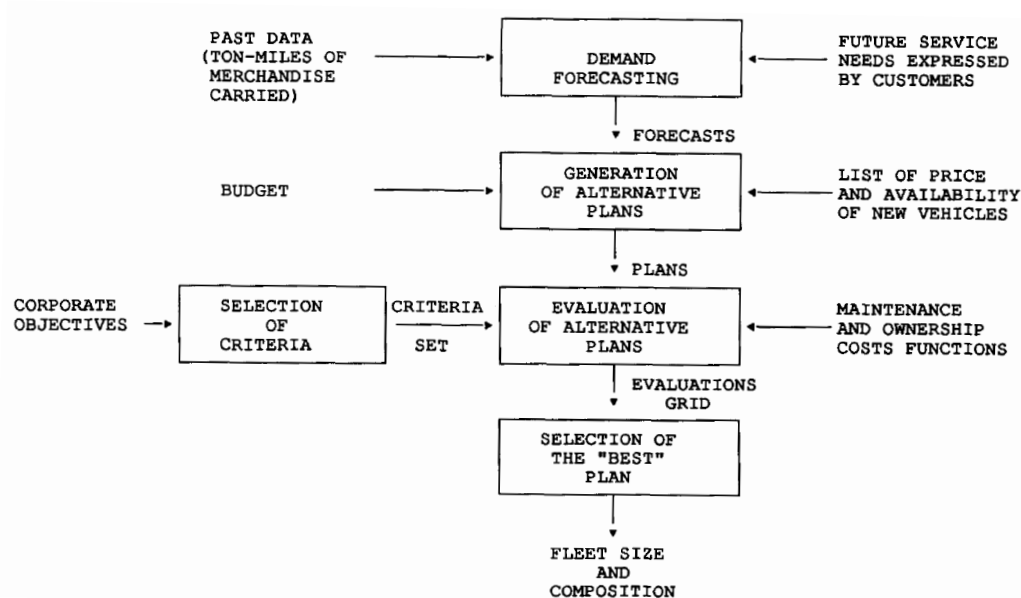 PAST DATA
(TON-MILES OF
MERCHANDISE
CARRIED)
DEMAND
FORECASTING
FUTURE SERVICE
NEEDS EXPRESSED
BY CUSTOMERS
FORECASTS
BUDGET
GENERATION
OF ALTERNATIVE
PLANS
LIST OF PRICE
AND AVAILABILITY
OF NEW VEHICLES
PLANS
CORPORATE
OBJECTIVES
SELECTION
OF
CRITERIA
CRITERIA
SET
EVALUATION
OF ALTERNATIVE
PLANS
MAINTENANCE
AND OWNERSHIP
COSTS FUNCTIONS
EVALUATIONS
GRID
SELECTION OF
THE "BEST"
PLAN
FLEET SIZE
AND
COMPOSITION